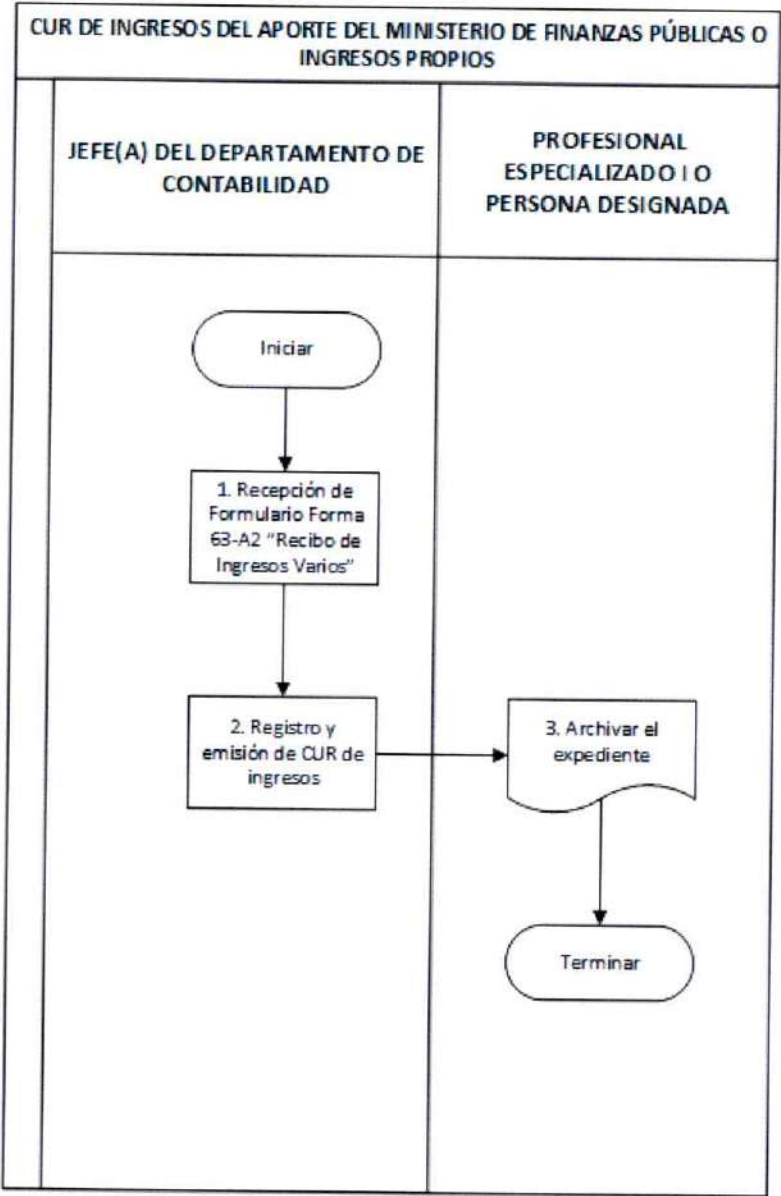 CUR DE INGRESOS DEL APORTE DEL MINISTERIO DE FINANZAS PÚBLICAS O
INGRESOS PROPIOS
JEFE(A) DEL DEPARTAMENTO DE
CONTABILIDAD
PROFESIONAL
ESPECIALIZADO I O
PERSONA DESIGNADA
Iniciar
1. Recepción de
Formulario Forma
63-A2 "Recibo de
Ingresos Varios"
2. Registro y
emisión de CUR de
ingresos
3. Archivar el
expediente
Terminar